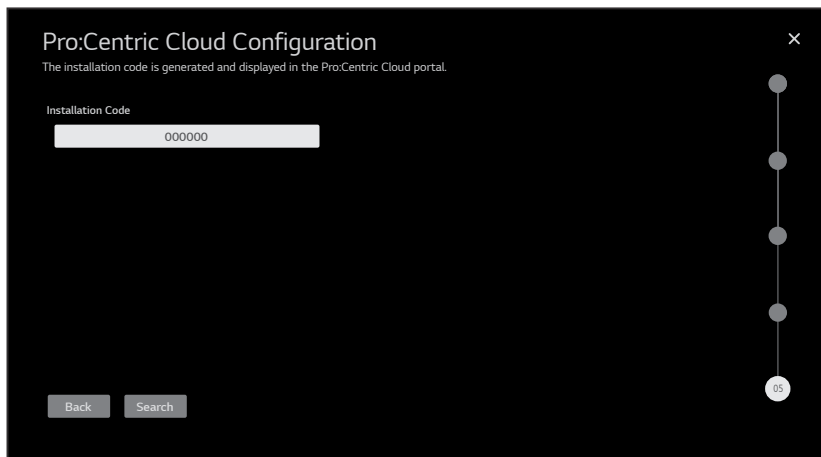 Pro:Centric Cloud Configuration
The installation code is generated and displayed in the Pro:Centric Cloud portal.
Installation Code
000000
05
Back Search